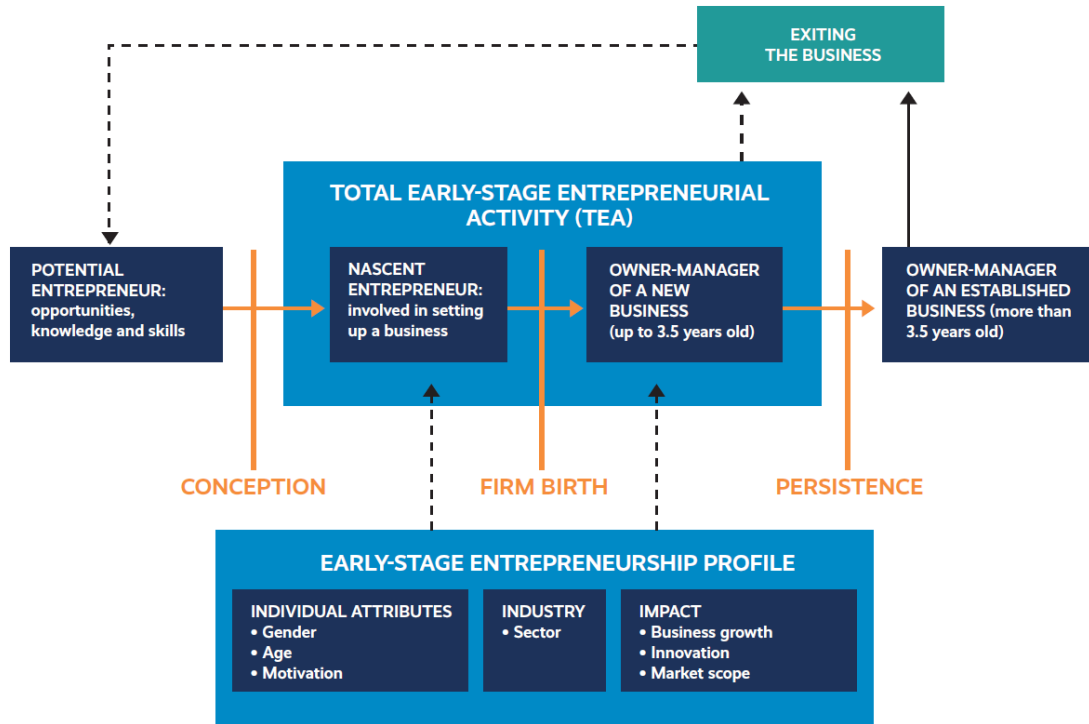 EXITING
THE BUSINESS
TOTAL EARLY-STAGE ENTREPRENEURIAL
ACTIVITY (TEA)
POTENTIAL
ENTREPRENEUR:
opportunities,
knowledge and skills
NASCENT
ENTREPRENEUR:
involved in setting
up a business
OWNER-MANAGER
OF A NEW
BUSINESS
(up to 3.5 years old)
OWNER-MANAGER
OF AN ESTABLISHED
BUSINESS (more than
3.5 years old)
CONCEPTION
FIRM BIRTH
PERSISTENCE
EARLY-STAGE ENTREPRENEURSHIP PROFILE
INDIVIDUAL ATTRIBUTES
• Gender
• Age
• Motivation
INDUSTRY
• Sector
IMPACT
• Business growth
• Innovation
• Market scope